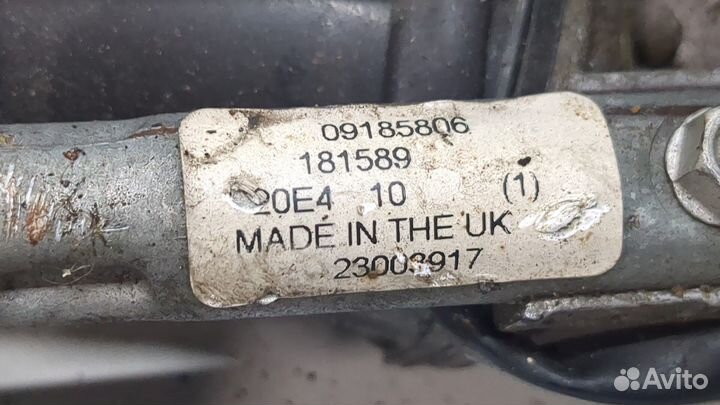 09185806
181589
20E4 10 (1)
MADE IN THE UK
23003917
Avito